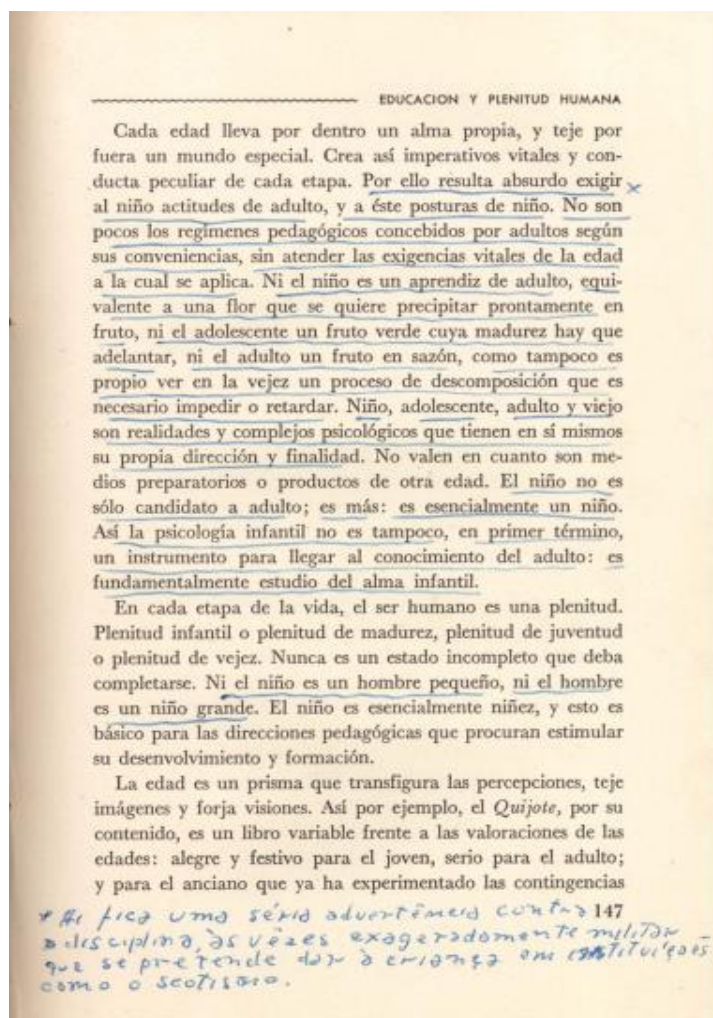 EDUCACION Y PLENITUD HUMANA
Cada edad lleva por dentro un alma propia, y teje por
fuera un mundo especial. Crea así imperativos vitales y con-
ducta peculiar de cada etapa. Por ello resulta absurdo exigir x
al niño actitudes de adulto, y a éste posturas de niño. No son
pocos los regímenes pedagógicos concebidos por adultos según
sus conveniencias, sin atender las exigencias vitales de la edad
a la cual se aplica. Ni el niño es un aprendiz de adulto, equi-
valente a una flor que se quiere precipitar prontamente en
fruto, ni el adolescente un fruto verde cuya madurez hay que
adelantar, ni el adulto un fruto en sazón, como tampoco es
propio ver en la vejez un proceso de descomposición que es
necesario impedir o retardar. Niño, adolescente, adulto y viejo
son realidades y complejos psicológicos que tienen en sí mismos
su propia dirección y finalidad. No valen en cuanto son me-
dios preparatorios o productos de otra edad. El niño no es
sólo candidato a adulto; es más: es esencialmente un niño.
Así la psicología infantil no es tampoco, en primer término,
un instrumento para llegar al conocimiento del adulto: es
fundamentalmente estudio del alma infantil.
En cada etapa de la vida, el ser humano es una plenitud.
Plenitud infantil o plenitud de madurez, plenitud de juventud
o plenitud de vejez. Nunca es un estado incompleto que deba
completarse. Ni el niño es un hombre pequeño, ni el hombre
es un niño grande. El niño es esencialmente niñez, y esto es
básico para las direcciones pedagógicas que procuran estimular
su desenvolvimiento y formación.
La edad es un prisma que transfigura las percepciones, teje
imágenes y forja visiones. Así por ejemplo, el Quijote, por su
contenido, es un libro variable frente a las valoraciones de las
edades: alegre y festivo para el joven, serio para el adulto;
y para el anciano que ya ha experimentado las contingencias
147
* Aí fica uma séria advertência contra
a disciplina, às vêzes exageradamente militar
que se pretende dar à criança em instituições
como o scotismo.